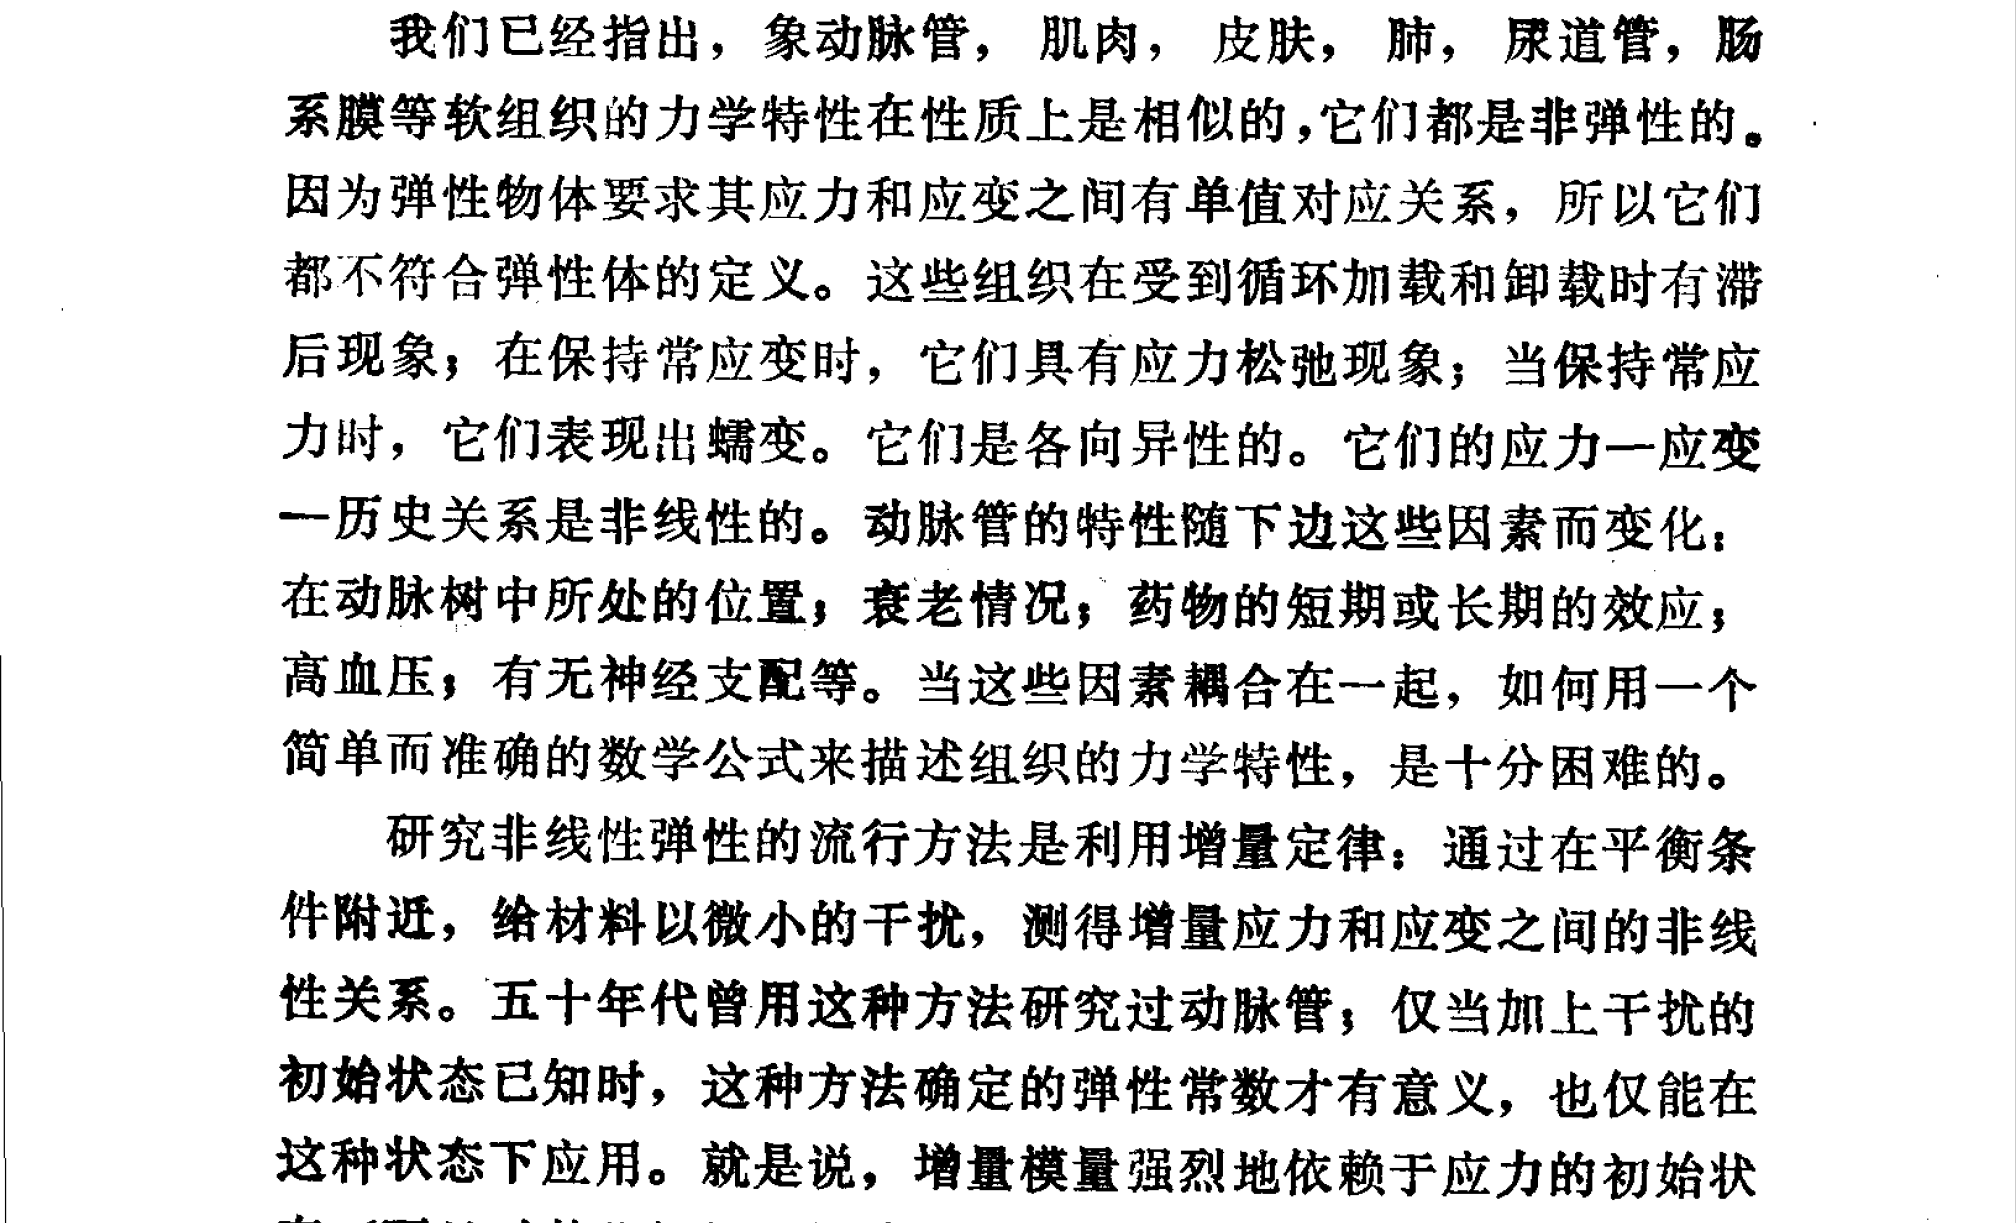 我们已经指出，象动脉管，肌肉，皮肤，肺，尿道管，肠
系膜等软组织的力学特性在性质上是相似的，它们都是非弹性的。
因为弹性物体要求其应力和应变之间有单值对应关系，所以它们
都不符合弹性体的定义。这些组织在受到循环加载和卸载时有滞
后现象；在保持常应变时，它们具有应力松弛现象；当保持常应
力时，它们表现出蠕变。它们是各向异性的。它们的应力—应变
—历史关系是非线性的。动脉管的特性随下边这些因素而变化：
在动脉树中所处的位置；衰老情况；药物的短期或长期的效应；
高血压；有无神经支配等。当这些因素耦合在一起，如何用一个
简单而准确的数学公式来描述组织的力学特性，是十分困难的。
研究非线性弹性的流行方法是利用增量定律：通过在平衡条
件附近，给材料以微小的干扰，测得增量应力和应变之间的非线
性关系。五十年代曾用这种方法研究过动脉管；仅当加上干扰的
初始状态已知时，这种方法确定的弹性常数才有意义，也仅能在
这种状态下应用。就是说，增量模量强烈地依赖于应力的初始状